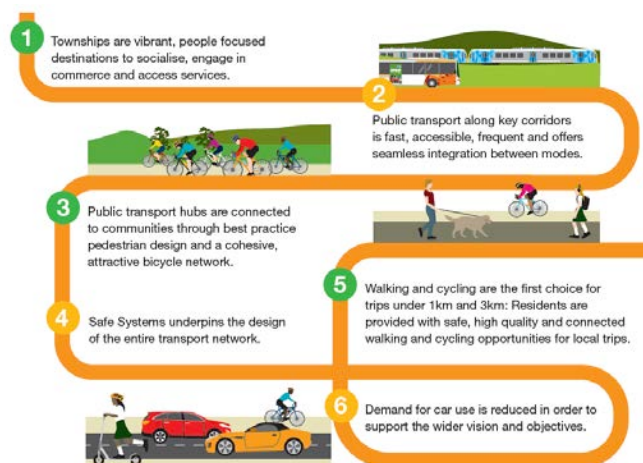 1
Townships are vibrant, people focused
destinations to socialise, engage in
commerce and access services.
2
Public transport along key corridors
is fast, accessible, frequent and offers
seamless integration between modes.
3
Public transport hubs are connected
to communities through best practice
pedestrian design and a cohesive,
attractive bicycle network.
4
Safe Systems underpins the design
of the entire transport network.
5
Walking and cycling are the first choice for
trips under 1km and 3km: Residents are
provided with safe, high quality and connected
walking and cycling opportunities for local trips.
6
Demand for car use is reduced in order to
support the wider vision and objectives.